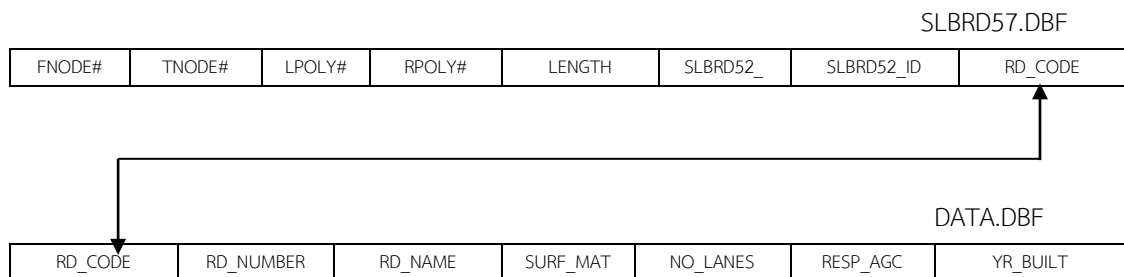 SLBRD57.DBF
FNODE# TNODE# LPOLY# RPOLY# LENGTH SLBRD52_ SLBRD52_ID RD_CODE
DATA.DBF
RD_CODE RD_NUMBER RD_NAME SURF_MAT NO_LANES RESP_AGC YR_BUILT